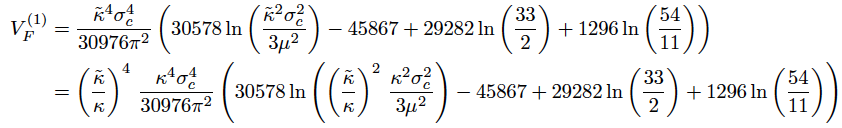 V_F^{(1)} = \frac{\tilde{\kappa}^4 \sigma_c^4}{30976\pi^2} \left( 30578 \ln \left( \frac{\tilde{\kappa}^2 \sigma_c^2}{3\mu^2} \right) - 45867 + 29282 \ln \left( \frac{33}{2} \right) + 1296 \ln \left( \frac{54}{11} \right) \right)
= \left( \frac{\tilde{\kappa}}{\kappa} \right)^4 \frac{\kappa^4 \sigma_c^4}{30976\pi^2} \left( 30578 \ln \left( \left( \frac{\tilde{\kappa}}{\kappa} \right)^2 \frac{\kappa^2 \sigma_c^2}{3\mu^2} \right) - 45867 + 29282 \ln \left( \frac{33}{2} \right) + 1296 \ln \left( \frac{54}{11} \right) \right)